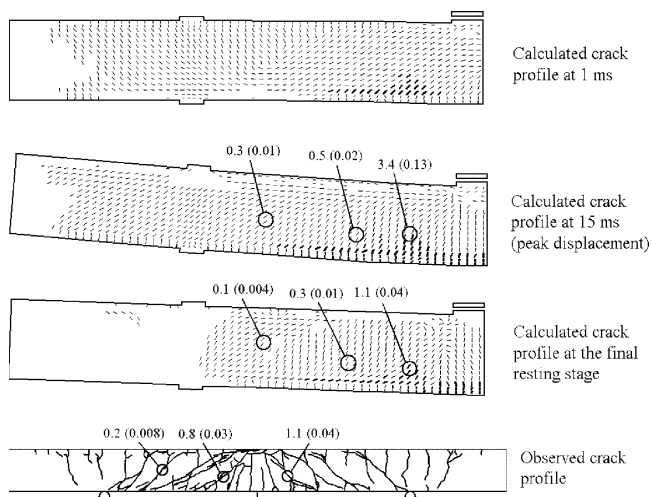 Calculated crack
profile at 1 ms
0.3 (0.01)
0.5 (0.02)
3.4 (0.13)
Calculated crack
profile at 15 ms
(peak displacement)
0.1 (0.004)
0.3 (0.01)
1.1 (0.04)
Calculated crack
profile at the final
resting stage
0.2 (0.008)
0.8 (0.03)
1.1 (0.04)
Observed crack
profile